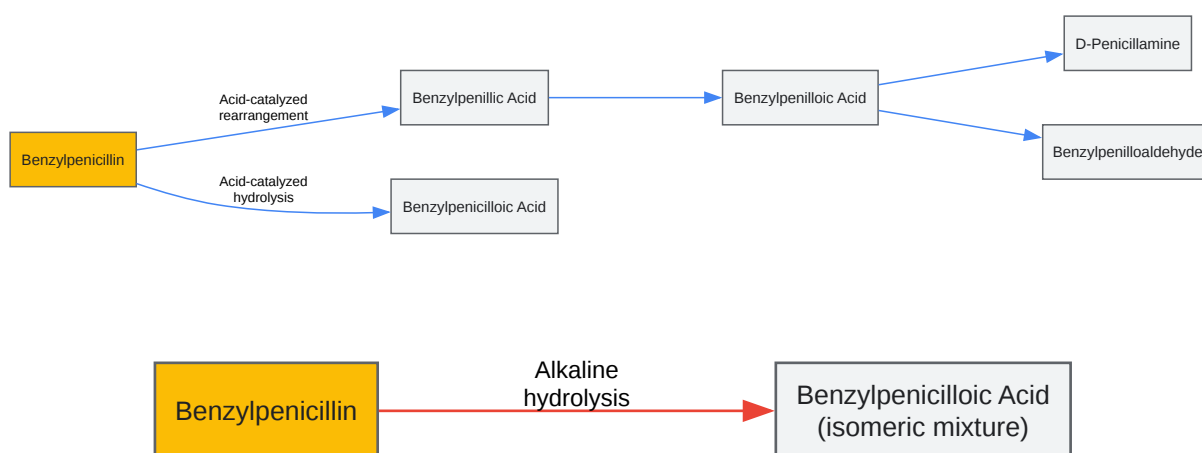 D-Penicillamine
Acid-catalyzed
rearrangement
Benzylpenillic Acid
Benzylpenilloic Acid
Benzylpenicillin
Benzylpenilloaldehyde
Acid-catalyzed
hydrolysis
Benzylpenicilloic Acid
Benzylpenicillin
Alkaline
hydrolysis
Benzylpenicilloic Acid
(isomeric mixture)